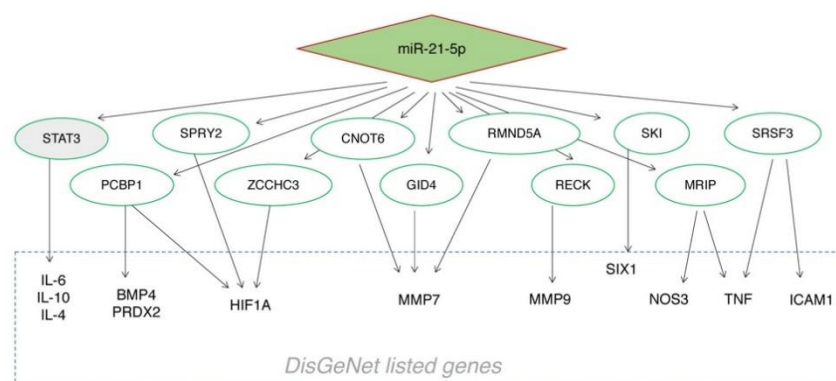 miR-21-5p
STAT3
SPRY2
CNOT6
RMND5A
SKI
SRSF3
PCBP1
ZCCHC3
GID4
RECK
MRIP
IL-6
IL-10
IL-4
BMP4
PRDX2
HIF1A
MMP7
MMP9
SIX1
NOS3
TNF
ICAM1
DisGeNet listed genes